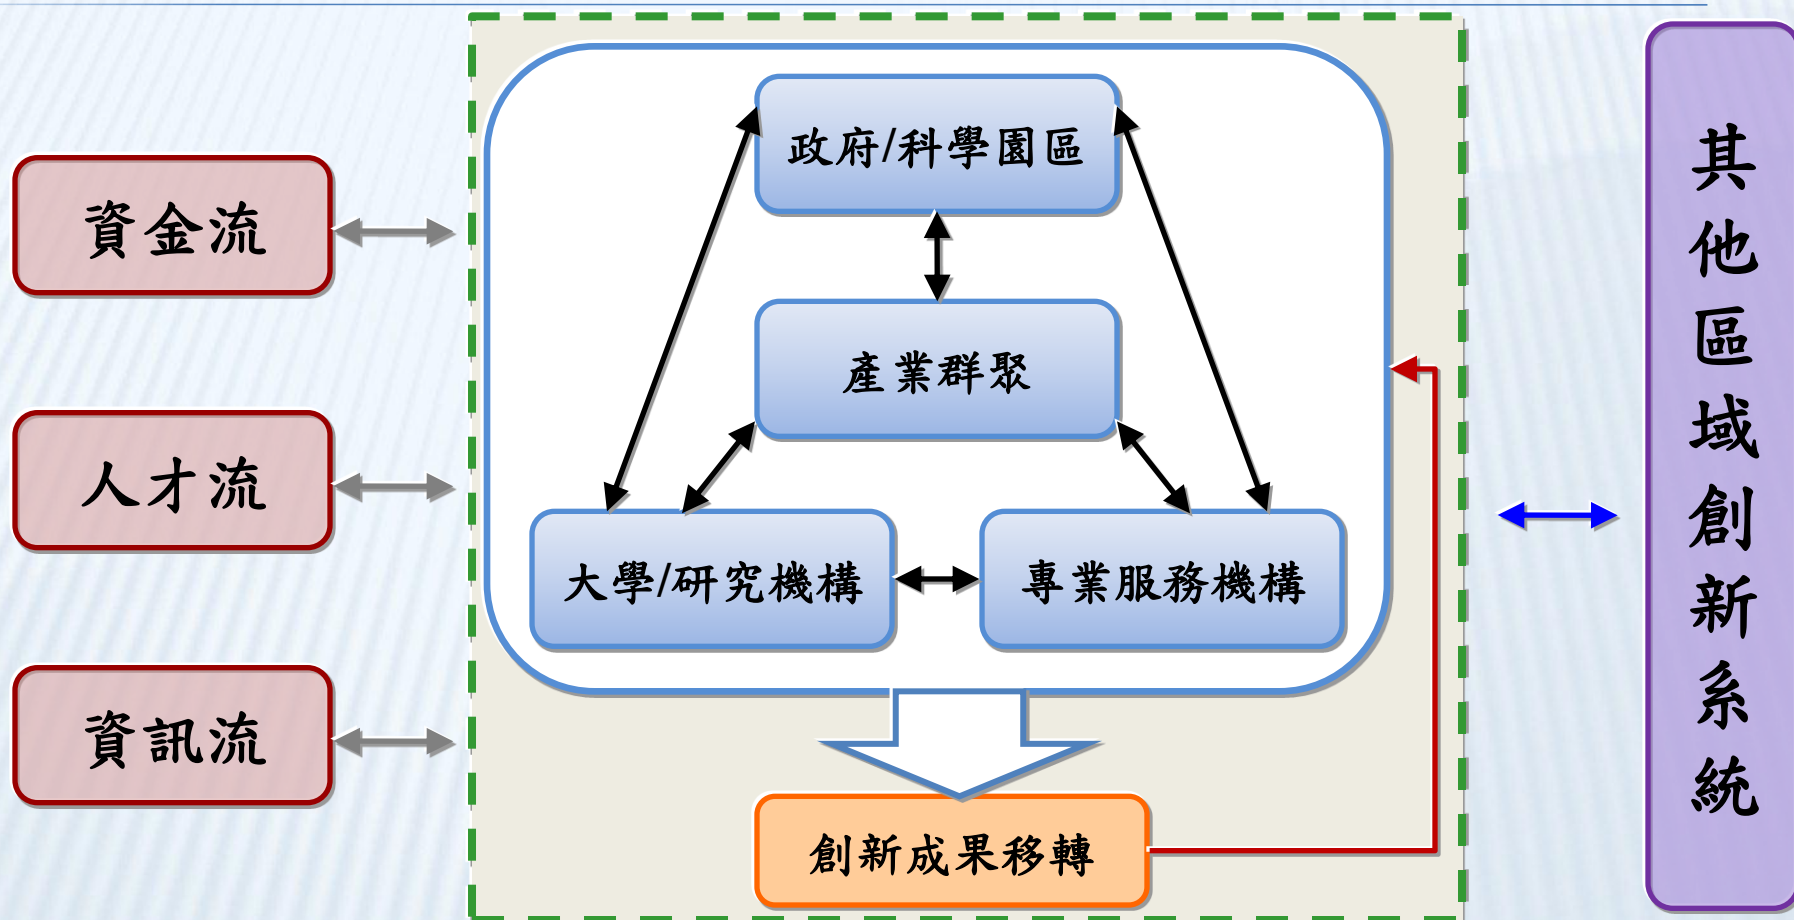 資金流
人才流
資訊流
政府/科學園區
產業群聚
大學/研究機構
專業服務機構
創新成果移轉
其他區域創新系統